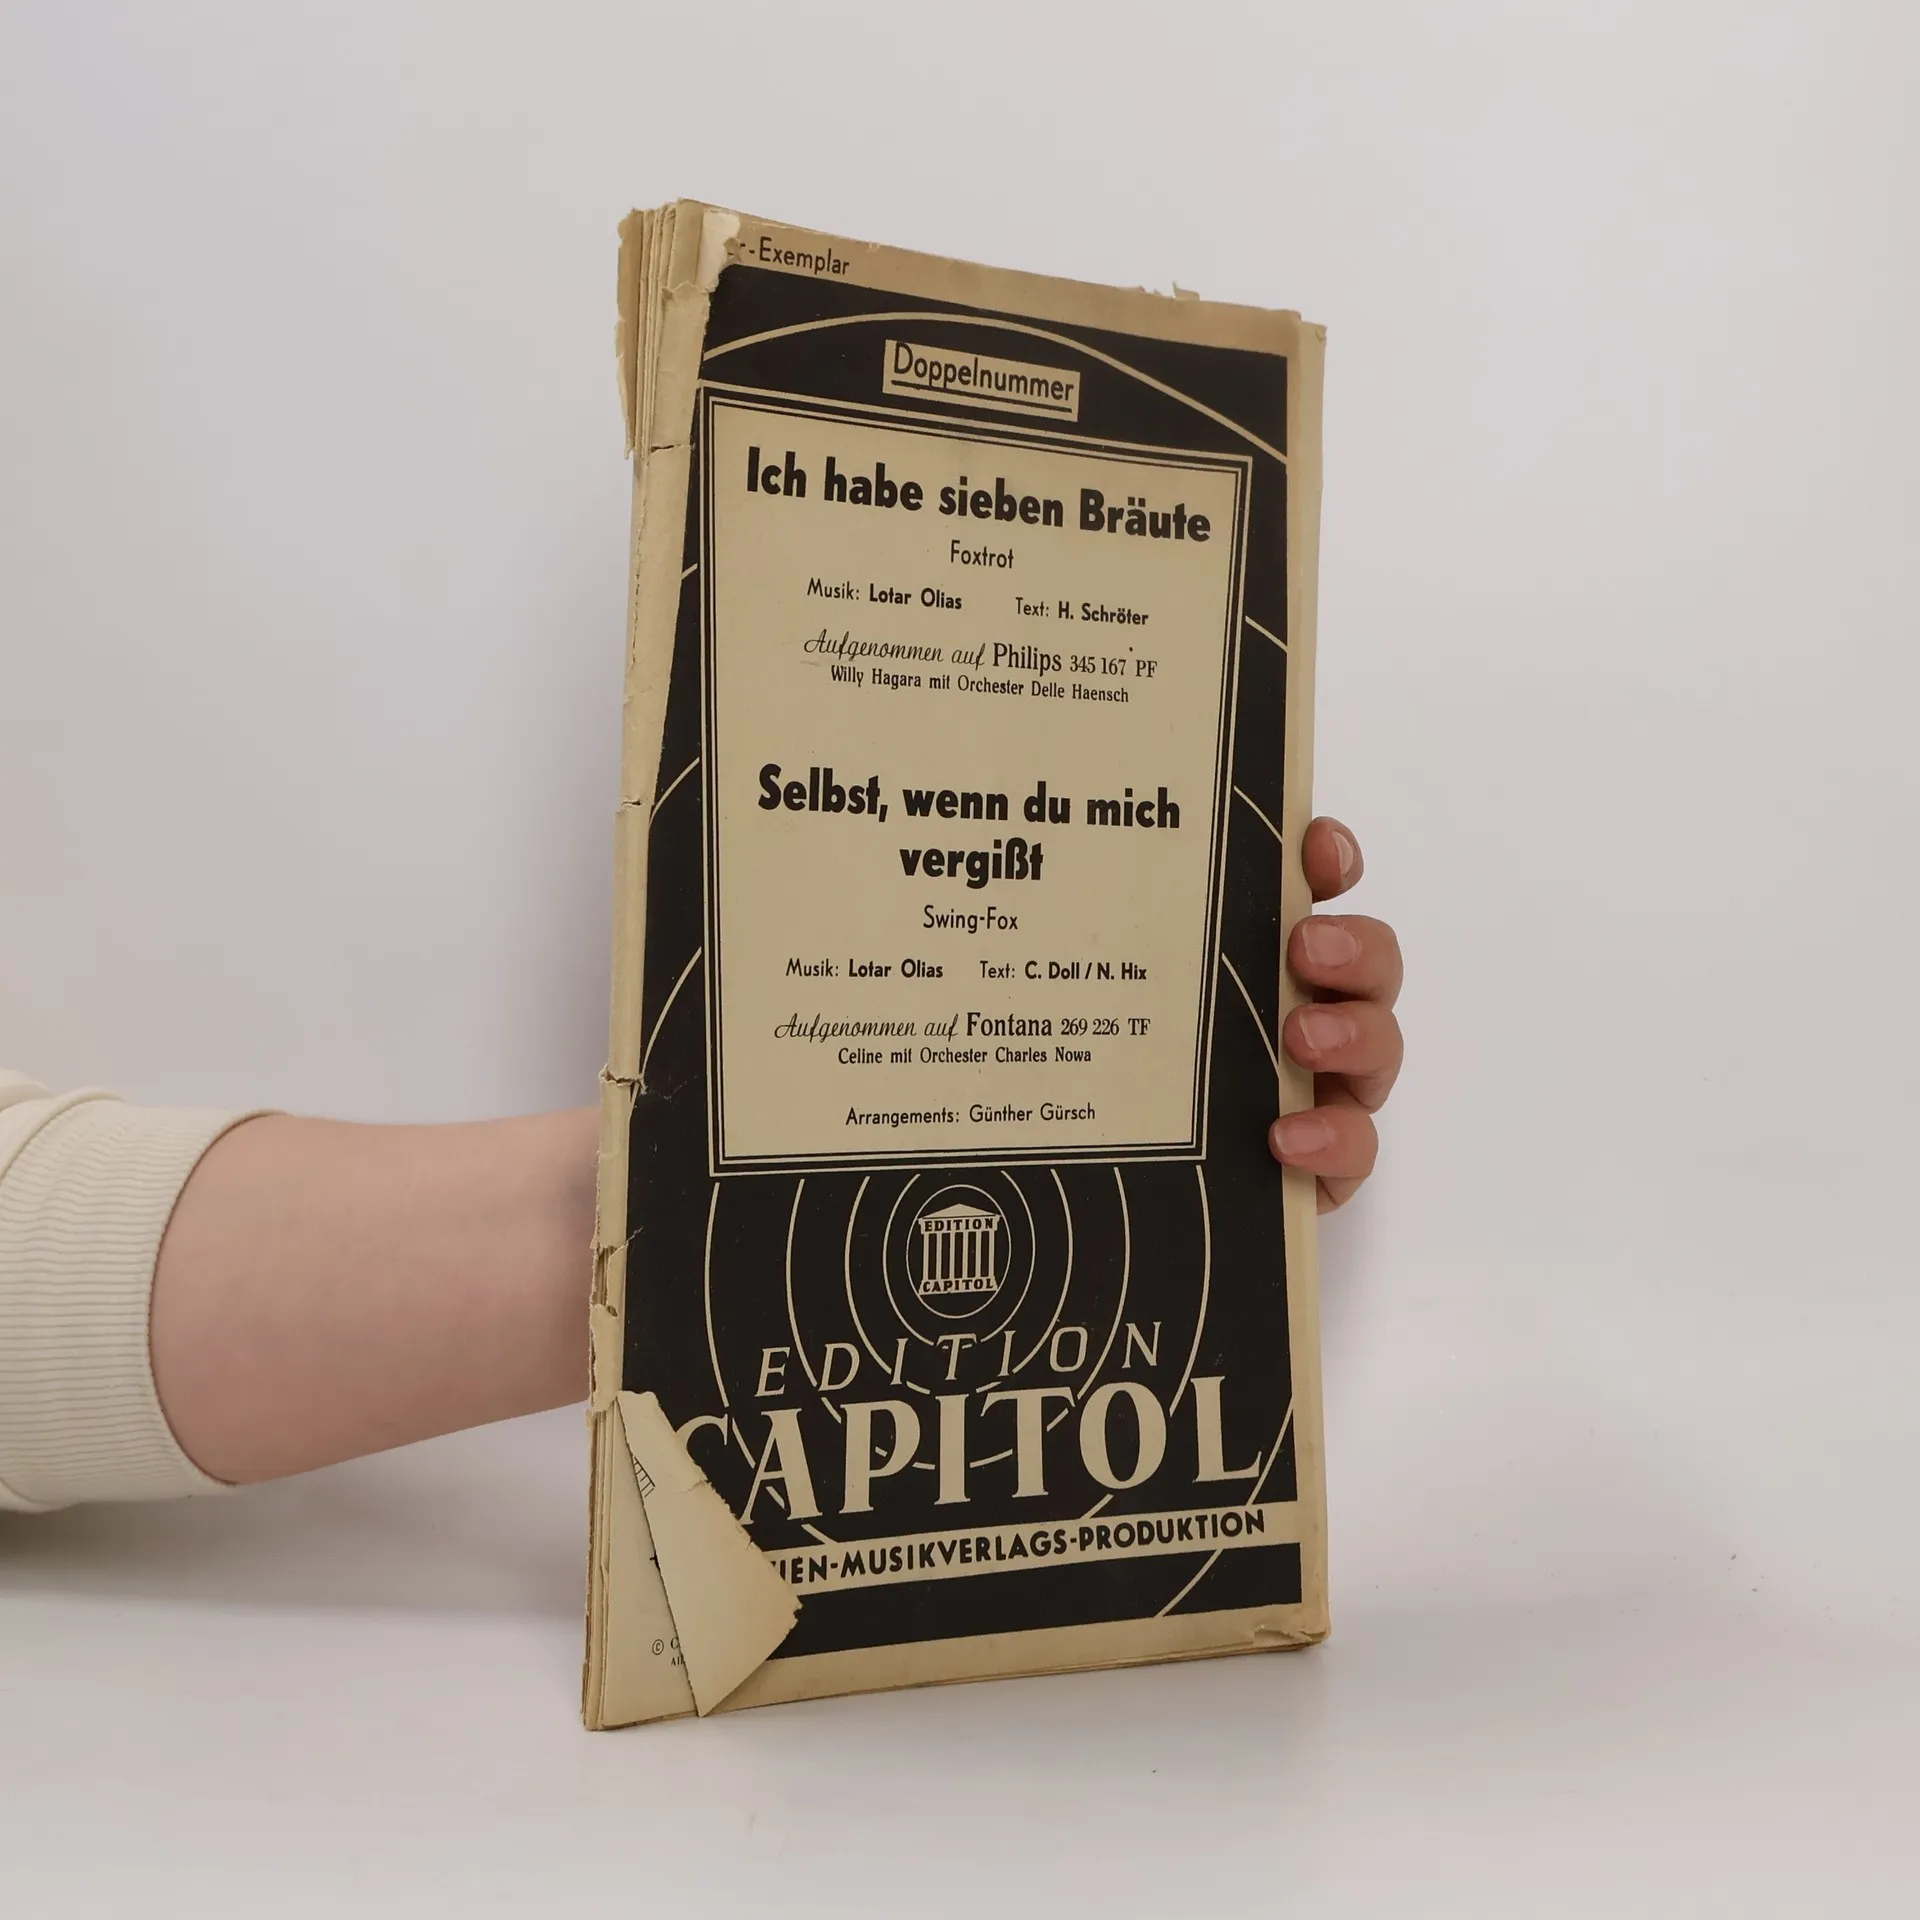 -Exemplar
Doppelnummer
Ich habe sieben Bräute
Foxtrot
Musik: Lotar Olias Text: H. Schröter
Aufgenommen auf Philips 345 167 PF
Willy Hagara mit Orchester Delle Haensch
Selbst, wenn du mich
vergißt
Swing-Fox
Musik: Lotar Olias Text: C. Doll / N. Hix
Aufgenommen auf Fontana 269 226 TF
Celine mit Orchester Charles Nowa
Arrangements: Günther Gürsch
EDITION
CAPITOL
EDITION
CAPITOL
-MUSIKVERLAGS-PRODUKTION
©